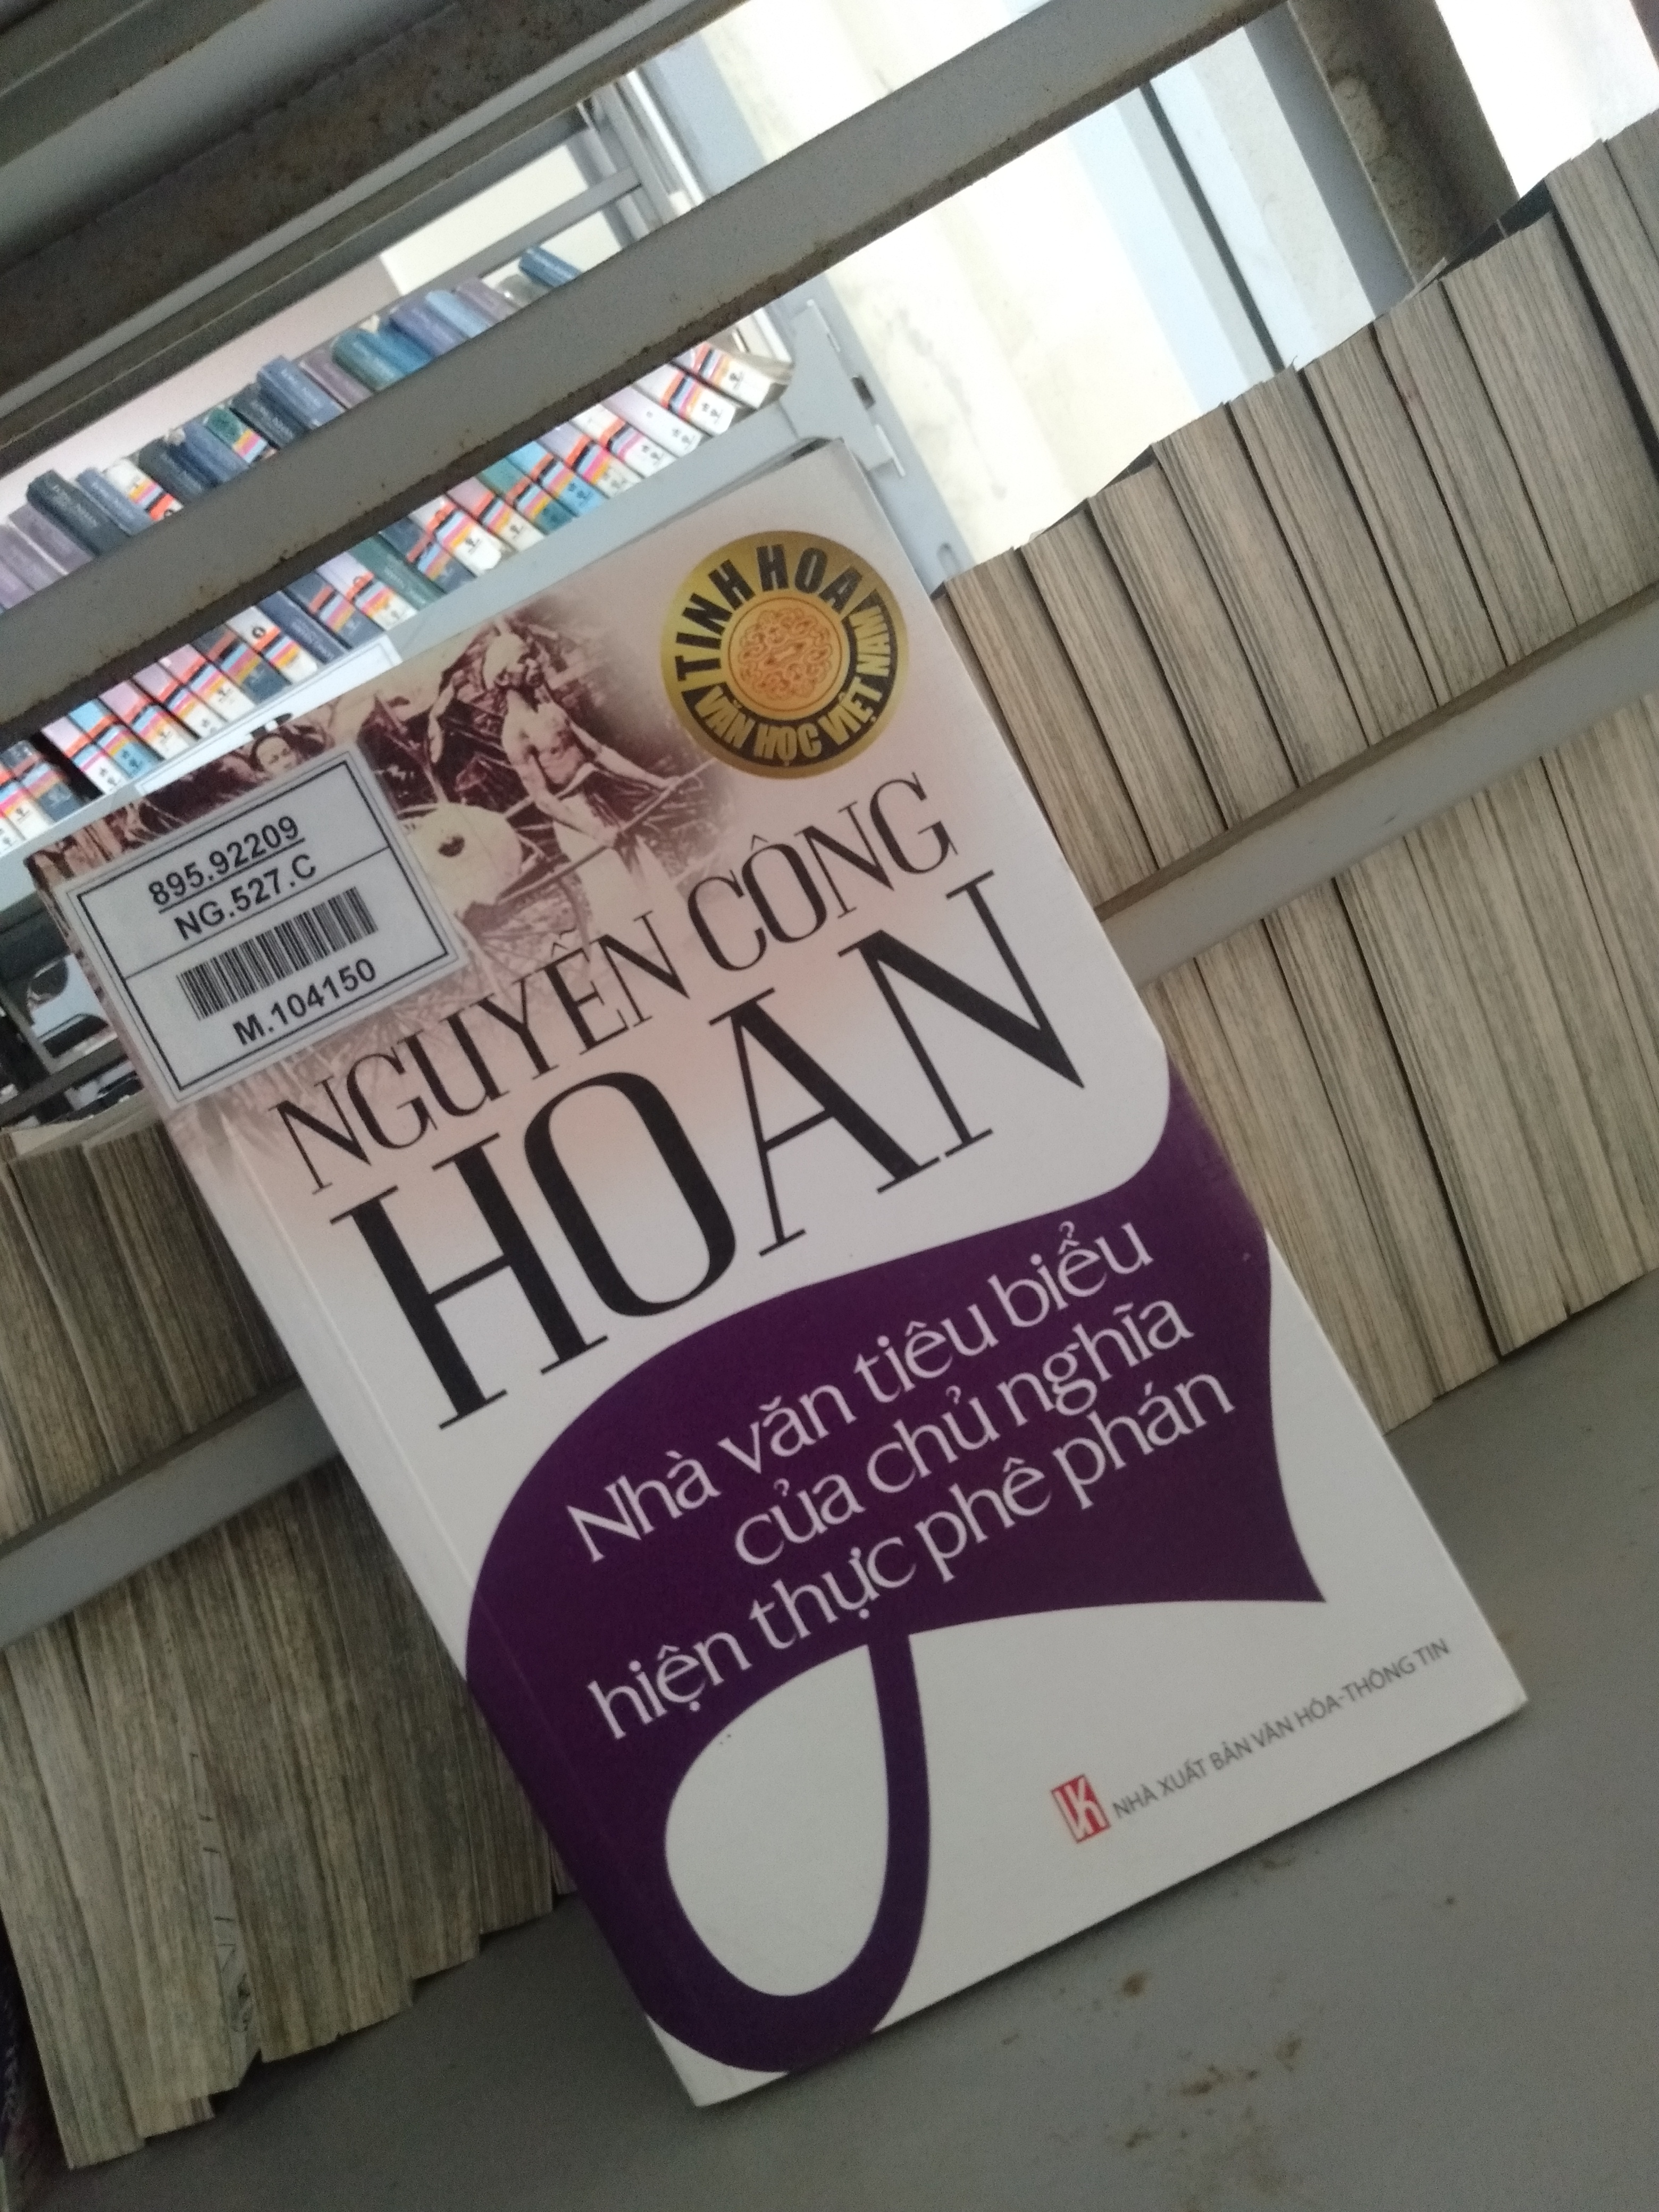 TINH HOA
VĂN HỌC VIỆT NAM
895.92209
NG.527.C
M.104150
NGUYỄN CÔNG
HOAN
Nhà văn tiêu biểu
của chủ nghĩa
hiện thực phê phán
NHÀ XUẤT BẢN VĂN HÓA-THÔNG TIN